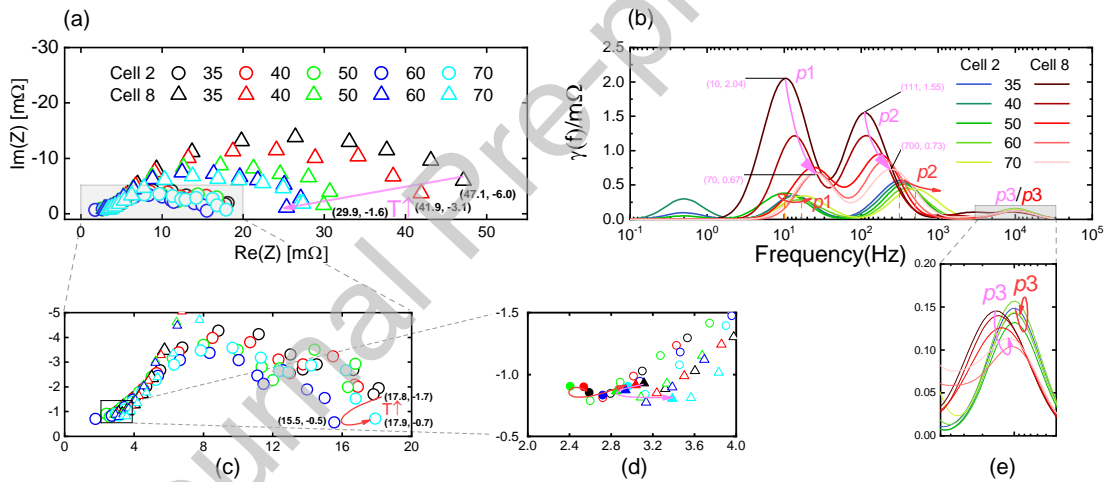 (a)
-30
-20
-10
0
Im(Z) [mΩ]
Cell 2 35 40 50 60 70
Cell 8 35 40 50 60 70
(47.1, -6.0)
(41.9, -3.1)
(29.9, -1.6)
T↑
0 10 20 30 40 50
Re(Z) [mΩ]
(b)
2.5
2.0
1.5
1.0
0.5
0.0
γ(f)/mΩ
(10, 2.04)
p1
(111, 1.55)
p2
(700, 0.73)
(70, 0.67)
p2
p1
p3/p3
Cell 2 Cell 8
35
40
50
60
70
10-1 100 101 102 103 104 105
Frequency(Hz)
-5
-4
-3
-2
-1
0
(17.8, -1.7)
T↑
(15.5, -0.5)
(17.9, -0.7)
0 4 8 12 16 20
(c)
-1.5
-1.0
-0.5
2.0 2.4 2.8 3.2 3.6 4.0
(d)
0.20
0.15
0.10
0.05
0.00
p3
p3
(e)
ournal Pre-p